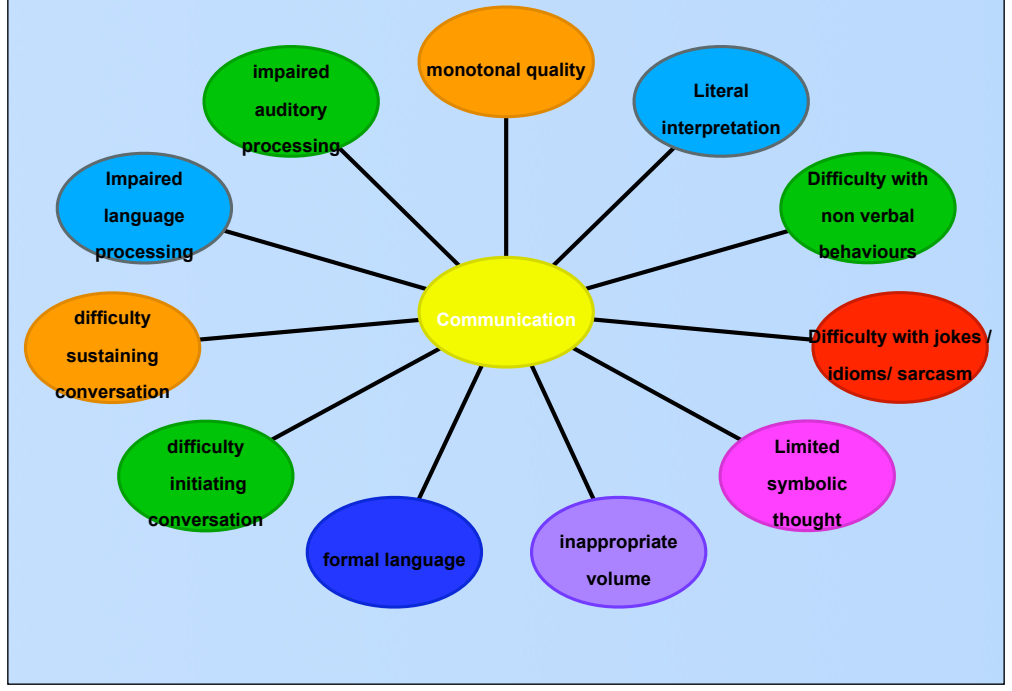 monotonal quality
Literal
interpretation
Difficulty with
non verbal
behaviours
Difficulty with jokes /
idioms/ sarcasm
Limited
symbolic
thought
inappropriate
volume
formal language
difficulty
initiating
conversation
difficulty
sustaining
conversation
Impaired
language
processing
impaired
auditory
processing
Communication